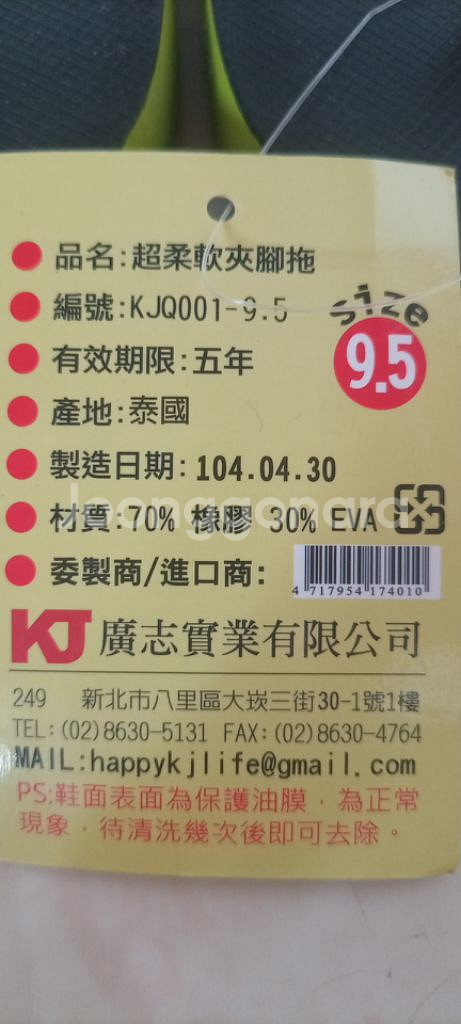 品名:超柔軟夾腳拖
編號:KJQ001-9.5
size
9.5
有效期限:五年
產地:泰國
製造日期:104.04.30
材質:70% 橡膠 30% EVA
委製商/進口商:
4 717954 174010
KJ 廣志實業有限公司
249 新北市八里區大崁三街30-1號1樓
TEL:(02)8630-5131 FAX:(02)8630-4764
MAIL:happykjlife@gmail.com
PS:鞋面表面為保護油膜，為正常
現象，待清洗幾次後即可去除。
Joonggonara